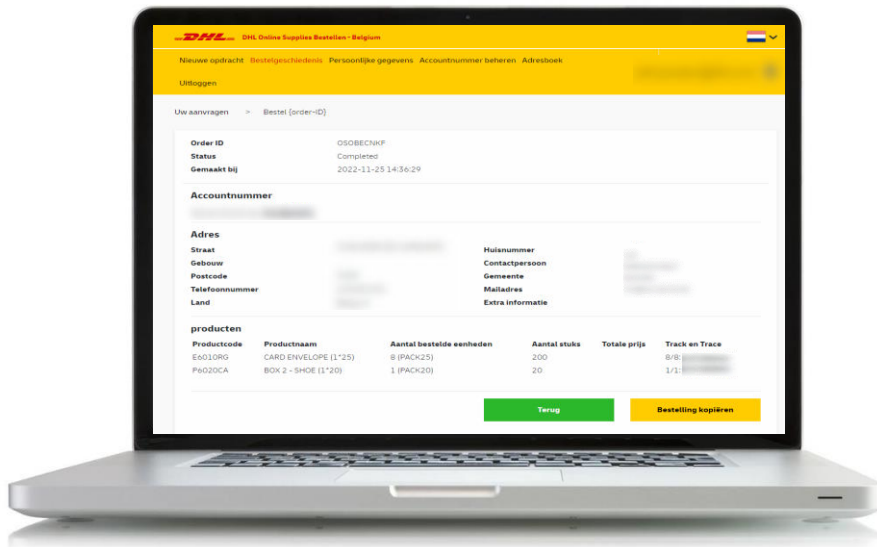 DHL DHL Online Supplies Bestellen - Belgium
Nieuwe opdracht Bestelgeschiedenis Persoonlijke gegevens Accountnummer beheren Adresboek
Uitloggen
Uw aanvragen > Bestel (order-ID)
Order ID OSOBECNKF
Status Completed
Gemaakt bij 2022-11-25 14:36:29
Accountnummer
Adres
Straat Huisnummer
Gebouw Contactpersoon
Postcode Gemeente
Telefoonnummer Mailadres
Land Extra informatie
producten
Productcode Productnaam Aantal bestelde eenheden Aantal stuks Totale prijs Track en Trace
E6010RG CARD ENVELOPE (1*25) 8 (PACK25) 200 8/8:
P6020CA BOX 2 - SHOE (1*20) 1 (PACK20) 20 1/1:
Terug Bestelling kopiëren